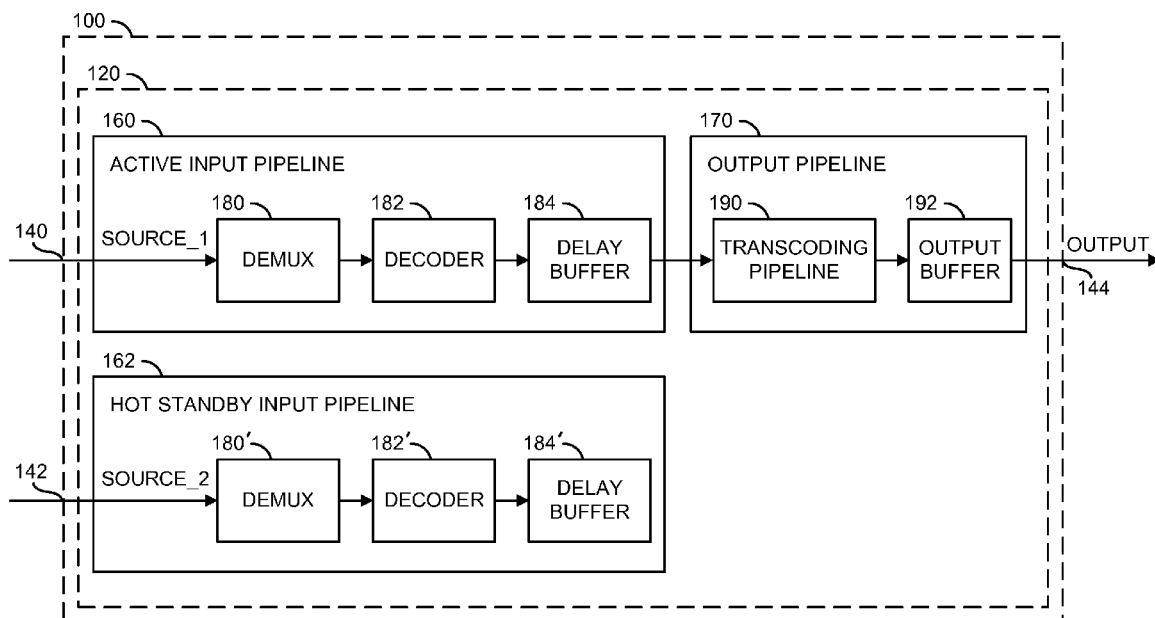 100
120
160
170
ACTIVE INPUT PIPELINE
OUTPUT PIPELINE
180
182
184
190
192
140
SOURCE_1
DEMUX
DECODER
DELAY
BUFFER
TRANSCODING
PIPELINE
OUTPUT
BUFFER
OUTPUT
144
162
HOT STANDBY INPUT PIPELINE
180′
182′
184′
142
SOURCE_2
DEMUX
DECODER
DELAY
BUFFER